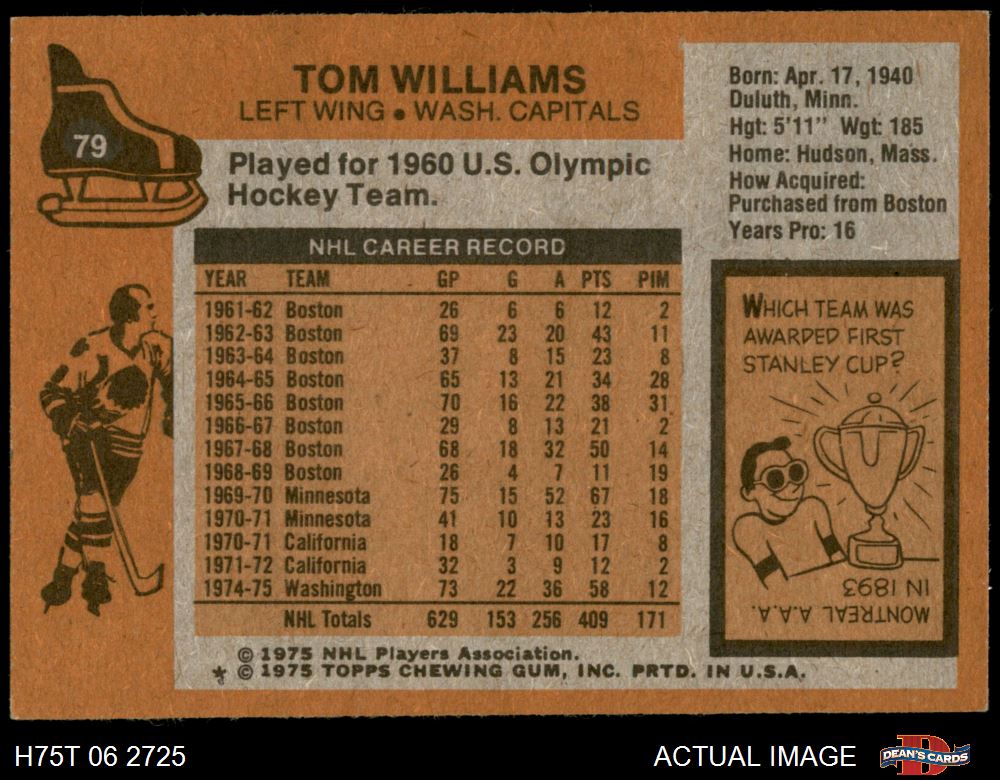 79
TOM WILLIAMS
LEFT WING • WASH. CAPITALS
Played for 1960 U.S. Olympic
Hockey Team.
Born: Apr. 17, 1940
Duluth, Minn.
Hgt: 5'11" Wgt: 185
Home: Hudson, Mass.
How Acquired:
Purchased from Boston
Years Pro: 16
NHL CAREER RECORD
YEAR TEAM GP G A PTS PIM
1961-62 Boston 26 6 6 12 2
1962-63 Boston 69 23 20 43 11
1963-64 Boston 37 8 15 23 8
1964-65 Boston 65 13 21 34 28
1965-66 Boston 70 16 22 38 31
1966-67 Boston 29 8 13 21 2
1967-68 Boston 68 18 32 50 14
1968-69 Boston 26 4 7 11 19
1969-70 Minnesota 75 15 52 67 18
1970-71 Minnesota 41 10 13 23 16
1970-71 California 18 7 10 17 8
1971-72 California 32 3 9 12 2
1974-75 Washington 73 22 36 58 12
NHL Totals 629 153 256 409 171
WHICH TEAM WAS
AWARDED FIRST
STANLEY CUP?
MONTREAL A.A.A.
IN 1893
© 1975 NHL Players Association.
* © 1975 TOPPS CHEWING GUM, INC. PRTD. IN U.S.A.
H75T 06 2725
ACTUAL IMAGE
DEAN'S CARDS